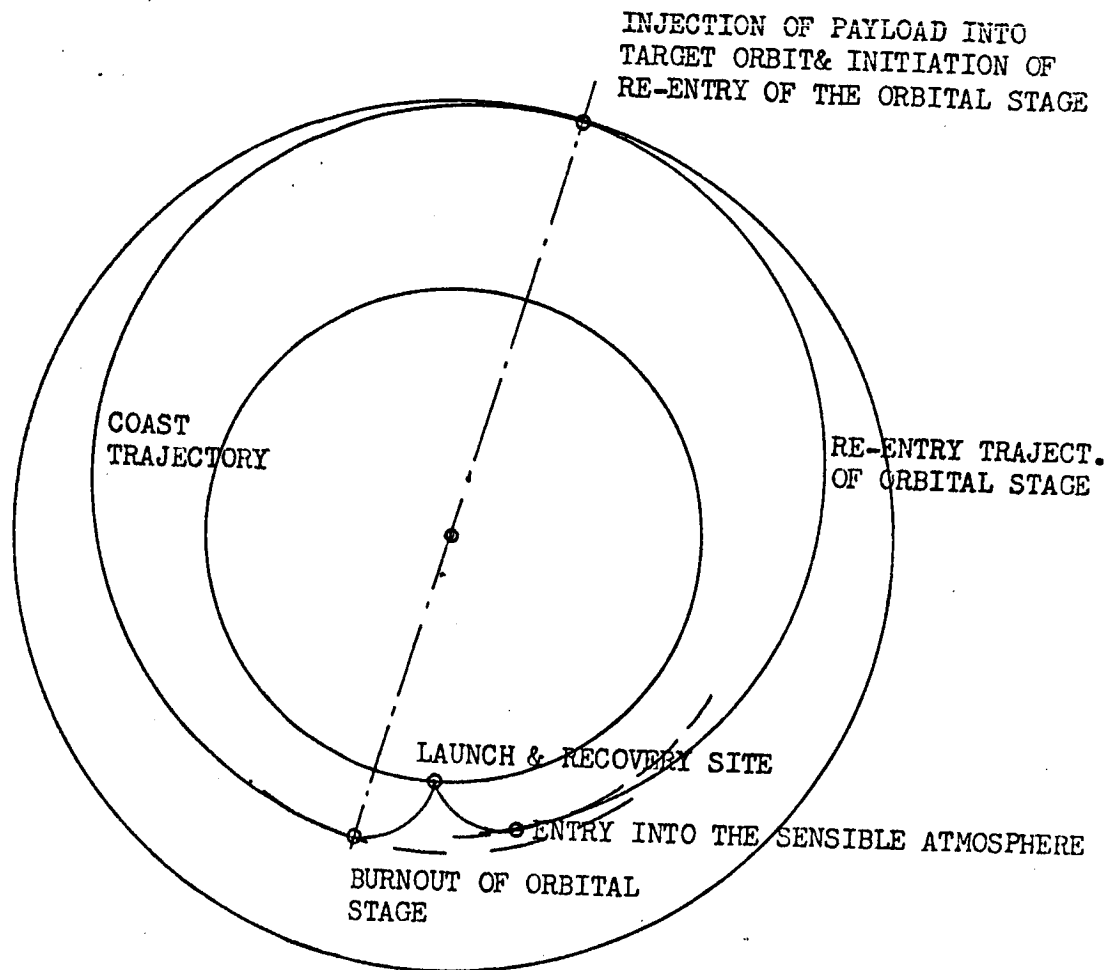 INJECTION OF PAYLOAD INTO
TARGET ORBIT& INITIATION OF
RE-ENTRY OF THE ORBITAL STAGE
COAST
TRAJECTORY
RE-ENTRY TRAJECT.
OF ORBITAL STAGE
LAUNCH & RECOVERY SITE
ENTRY INTO THE SENSIBLE ATMOSPHERE
BURNOUT OF ORBITAL
STAGE